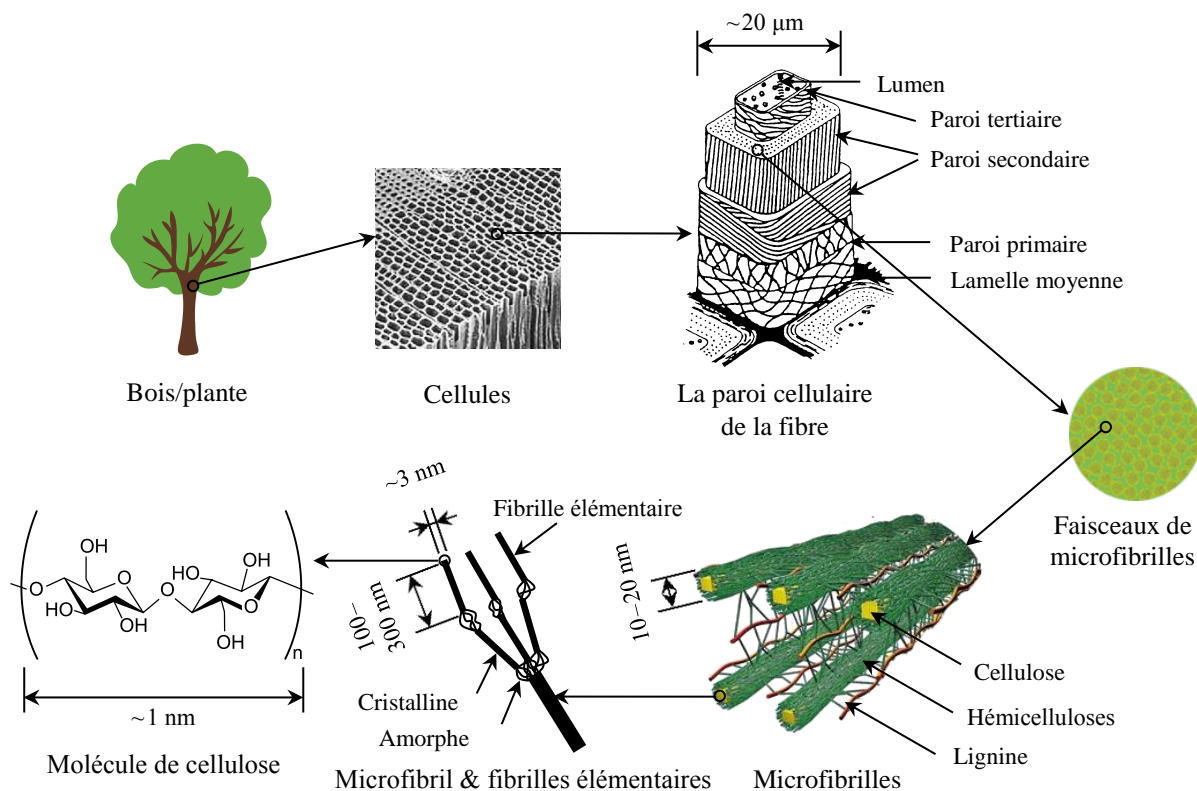 ~20 μm
Lumen
Paroi tertiaire
Paroi secondaire
Paroi primaire
Lamelle moyenne
Bois/plante
Cellules
La paroi cellulaire
de la fibre
Faisceaux de
microfibrilles
~3 nm
Fibrille élémentaire
100–
300 nm
Cristalline
Amorphe
10–20 nm
Cellulose
Hémicelluloses
Lignine
OH
O
O
HO
OH
O
HO
OH
O
OH
O
n
~1 nm
Molécule de cellulose
Microfibril & fibrilles élémentaires
Microfibrilles